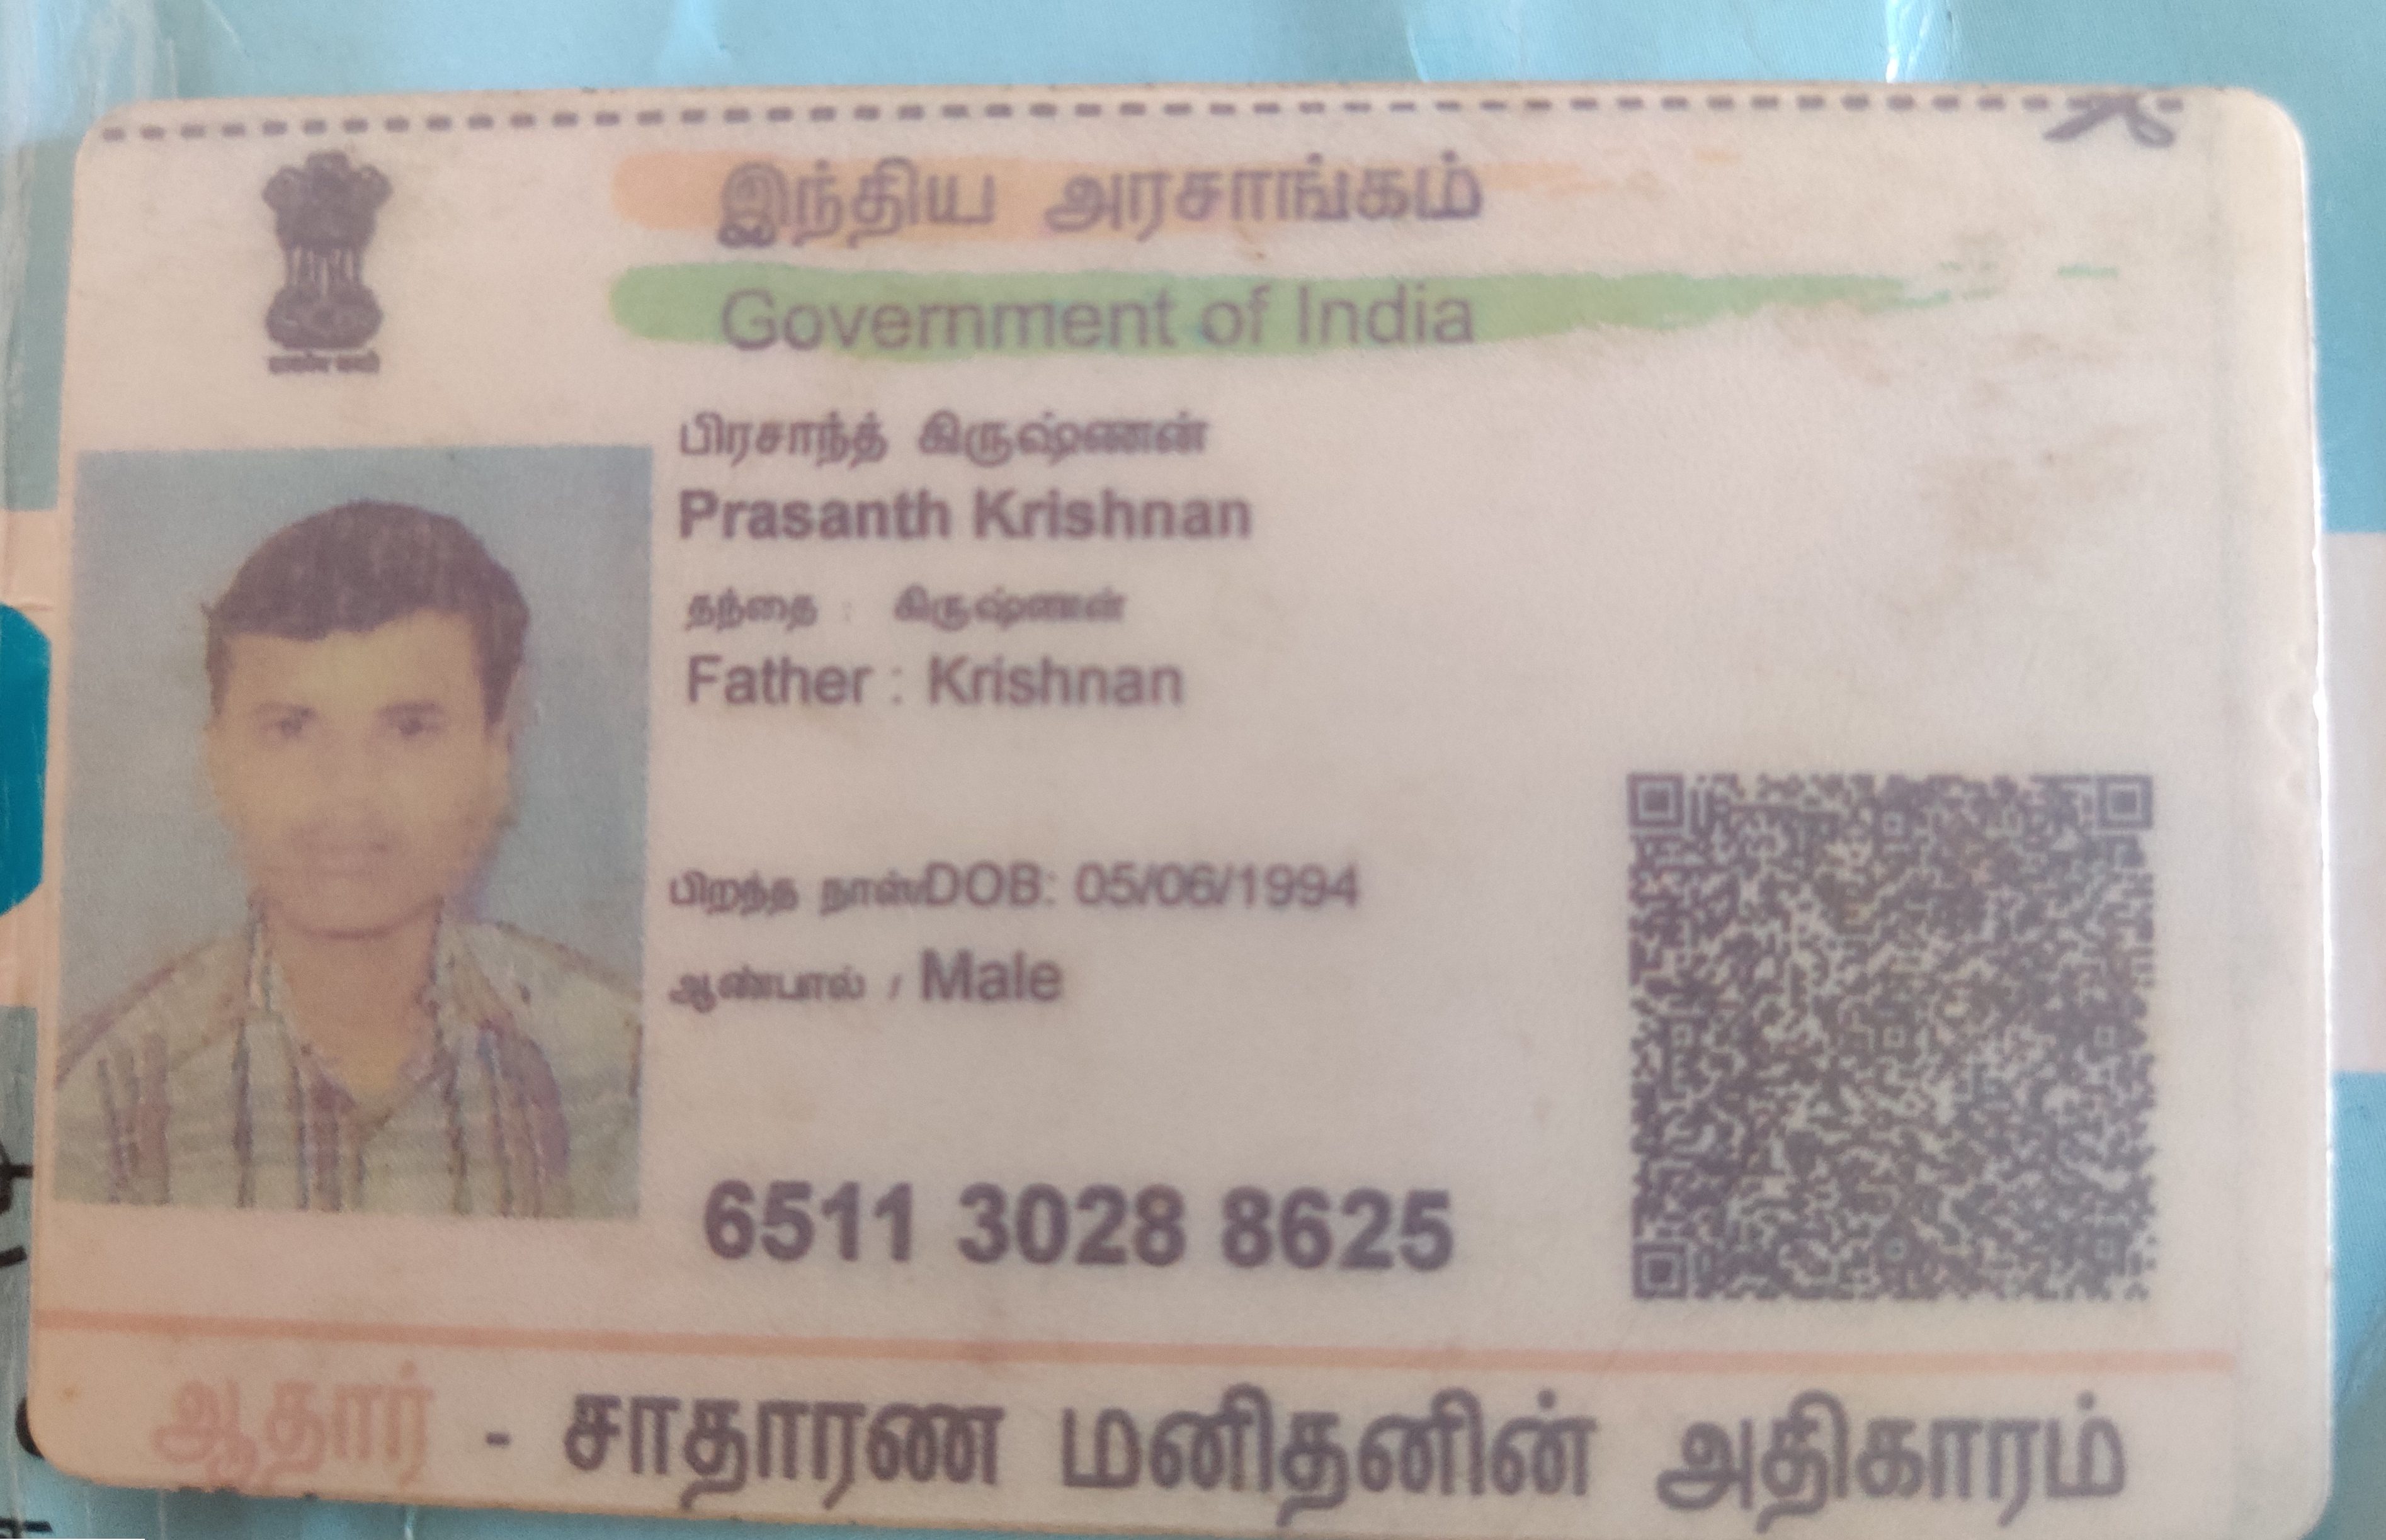 இந்திய அரசாங்கம்
Government of India
பிரசாந்த் கிருஷ்ணன்
Prasanth Krishnan
தந்தை : கிருஷ்ணன்
Father : Krishnan
பிறந்த நாள்/DOB: 05/06/1994
ஆண்பால் / Male
6511 3028 8625
ஆதார் - சாதாரண மனிதனின் அதிகாரம்